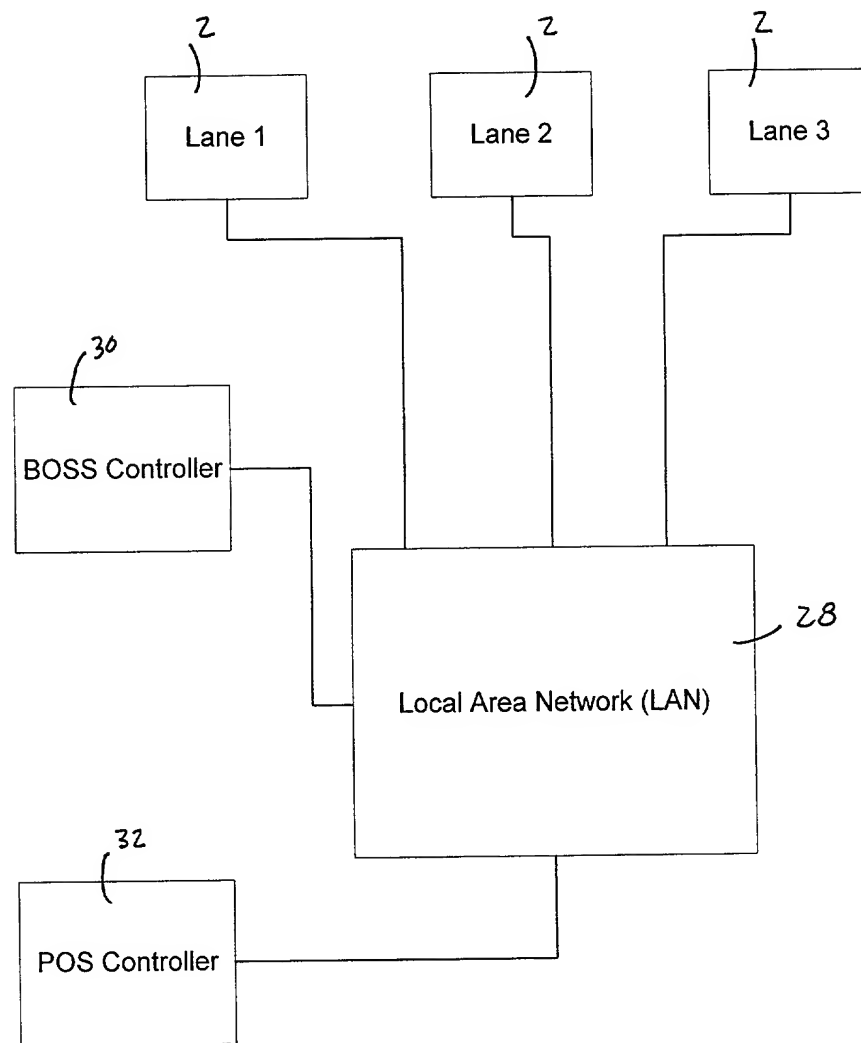 2 2 2
Lane 1 Lane 2 Lane 3
30
BOSS Controller
28
Local Area Network (LAN)
32
POS Controller